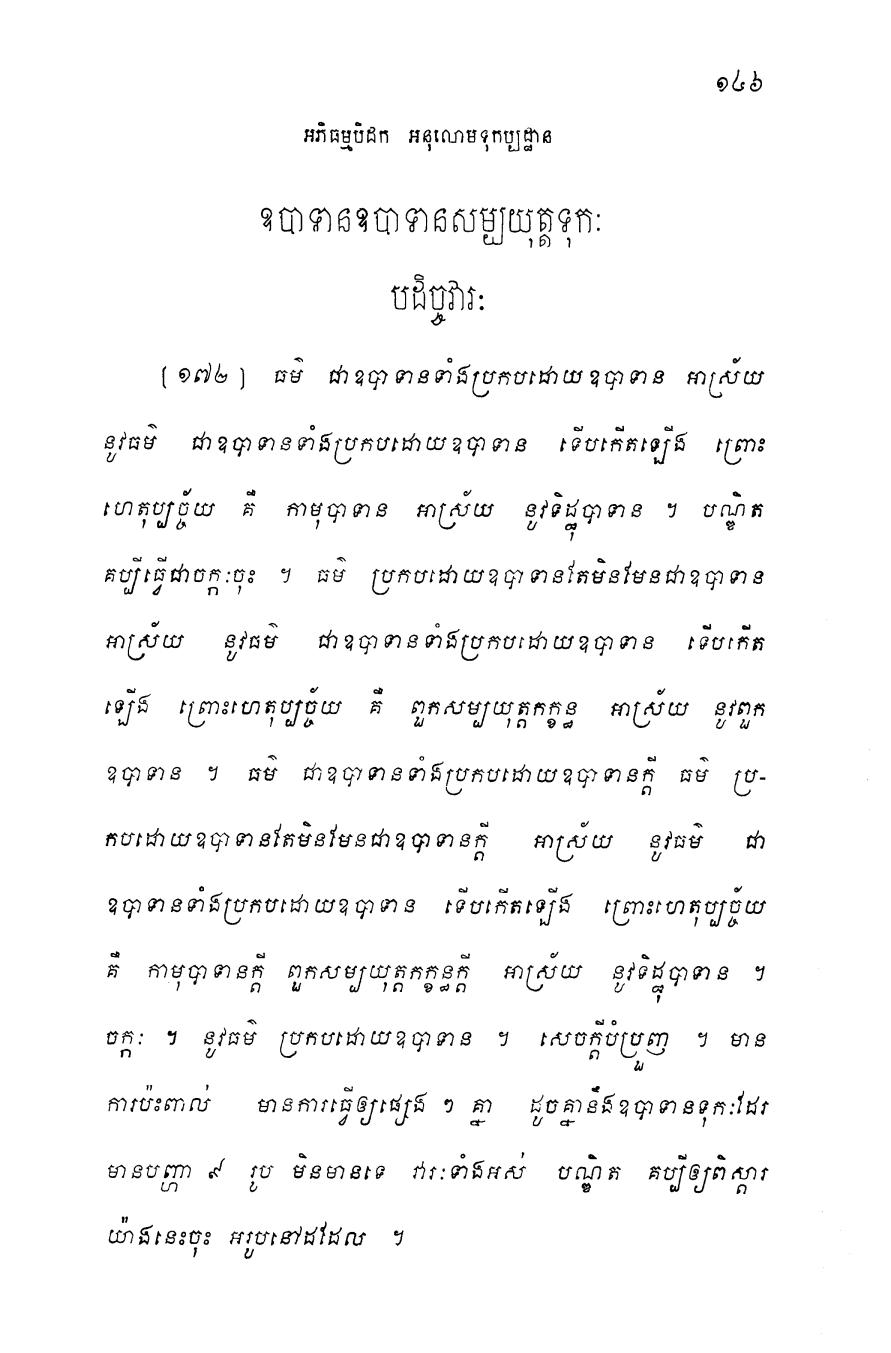 ១៤៦
អភិធម្មបិដក អនុលោមទុកប្បដ្ឋាន
ឧបាទានឧបាទានសម្បយុត្តទុកៈ
បដិច្ចវារៈ
[១៧២] ធម៌ ជាឧបាទានទាំងប្រកបដោយឧបាទាន អាស្រ័យ
នូវធម៌ ជាឧបាទានទាំងប្រកបដោយឧបាទាន ទើបកើតឡើង ព្រោះ
ហេតុប្បច្ច័យ គឺ កាមុបាទាន អាស្រ័យ នូវទិដ្ឋុបាទាន ។ បណ្ឌិត
គប្បីធ្វើជាចក្កៈចុះ ។ ធម៌ ប្រកបដោយឧបាទានតែមិនមែនជាឧបាទាន
អាស្រ័យ នូវធម៌ ជាឧបាទានទាំងប្រកបដោយឧបាទាន ទើបកើត
ឡើង ព្រោះហេតុប្បច្ច័យ គឺ ពួកសម្បយុត្តកក្ខន្ធ អាស្រ័យ នូវពួក
ឧបាទាន ។ ធម៌ ជាឧបាទានទាំងប្រកបដោយឧបាទានក្តី ធម៌ ប្រ-
កបដោយឧបាទានតែមិនមែនជាឧបាទានក្តី អាស្រ័យ នូវធម៌ ជា
ឧបាទានទាំងប្រកបដោយឧបាទាន ទើបកើតឡើង ព្រោះហេតុប្បច្ច័យ
គឺ កាមុបាទានក្តី ពួកសម្បយុត្តកក្ខន្ធក្តី អាស្រ័យ នូវទិដ្ឋុបាទាន ។
ចក្កៈ ។ នូវធម៌ ប្រកបដោយឧបាទាន ។ សេចក្តីបំប្រួញ ។ មាន
ការប៉ះពាល់ មានការធ្វើឲ្យផ្សេង ៗ គ្នា ដូចគ្នានឹងឧបាទានទុកៈដែរ
មានបញ្ហា ៩ រូប មិនមានទេ វារៈទាំងអស់ បណ្ឌិត គប្បីឲ្យពិស្តារ
យ៉ាងនេះចុះ អរូបនៅដដែល ។